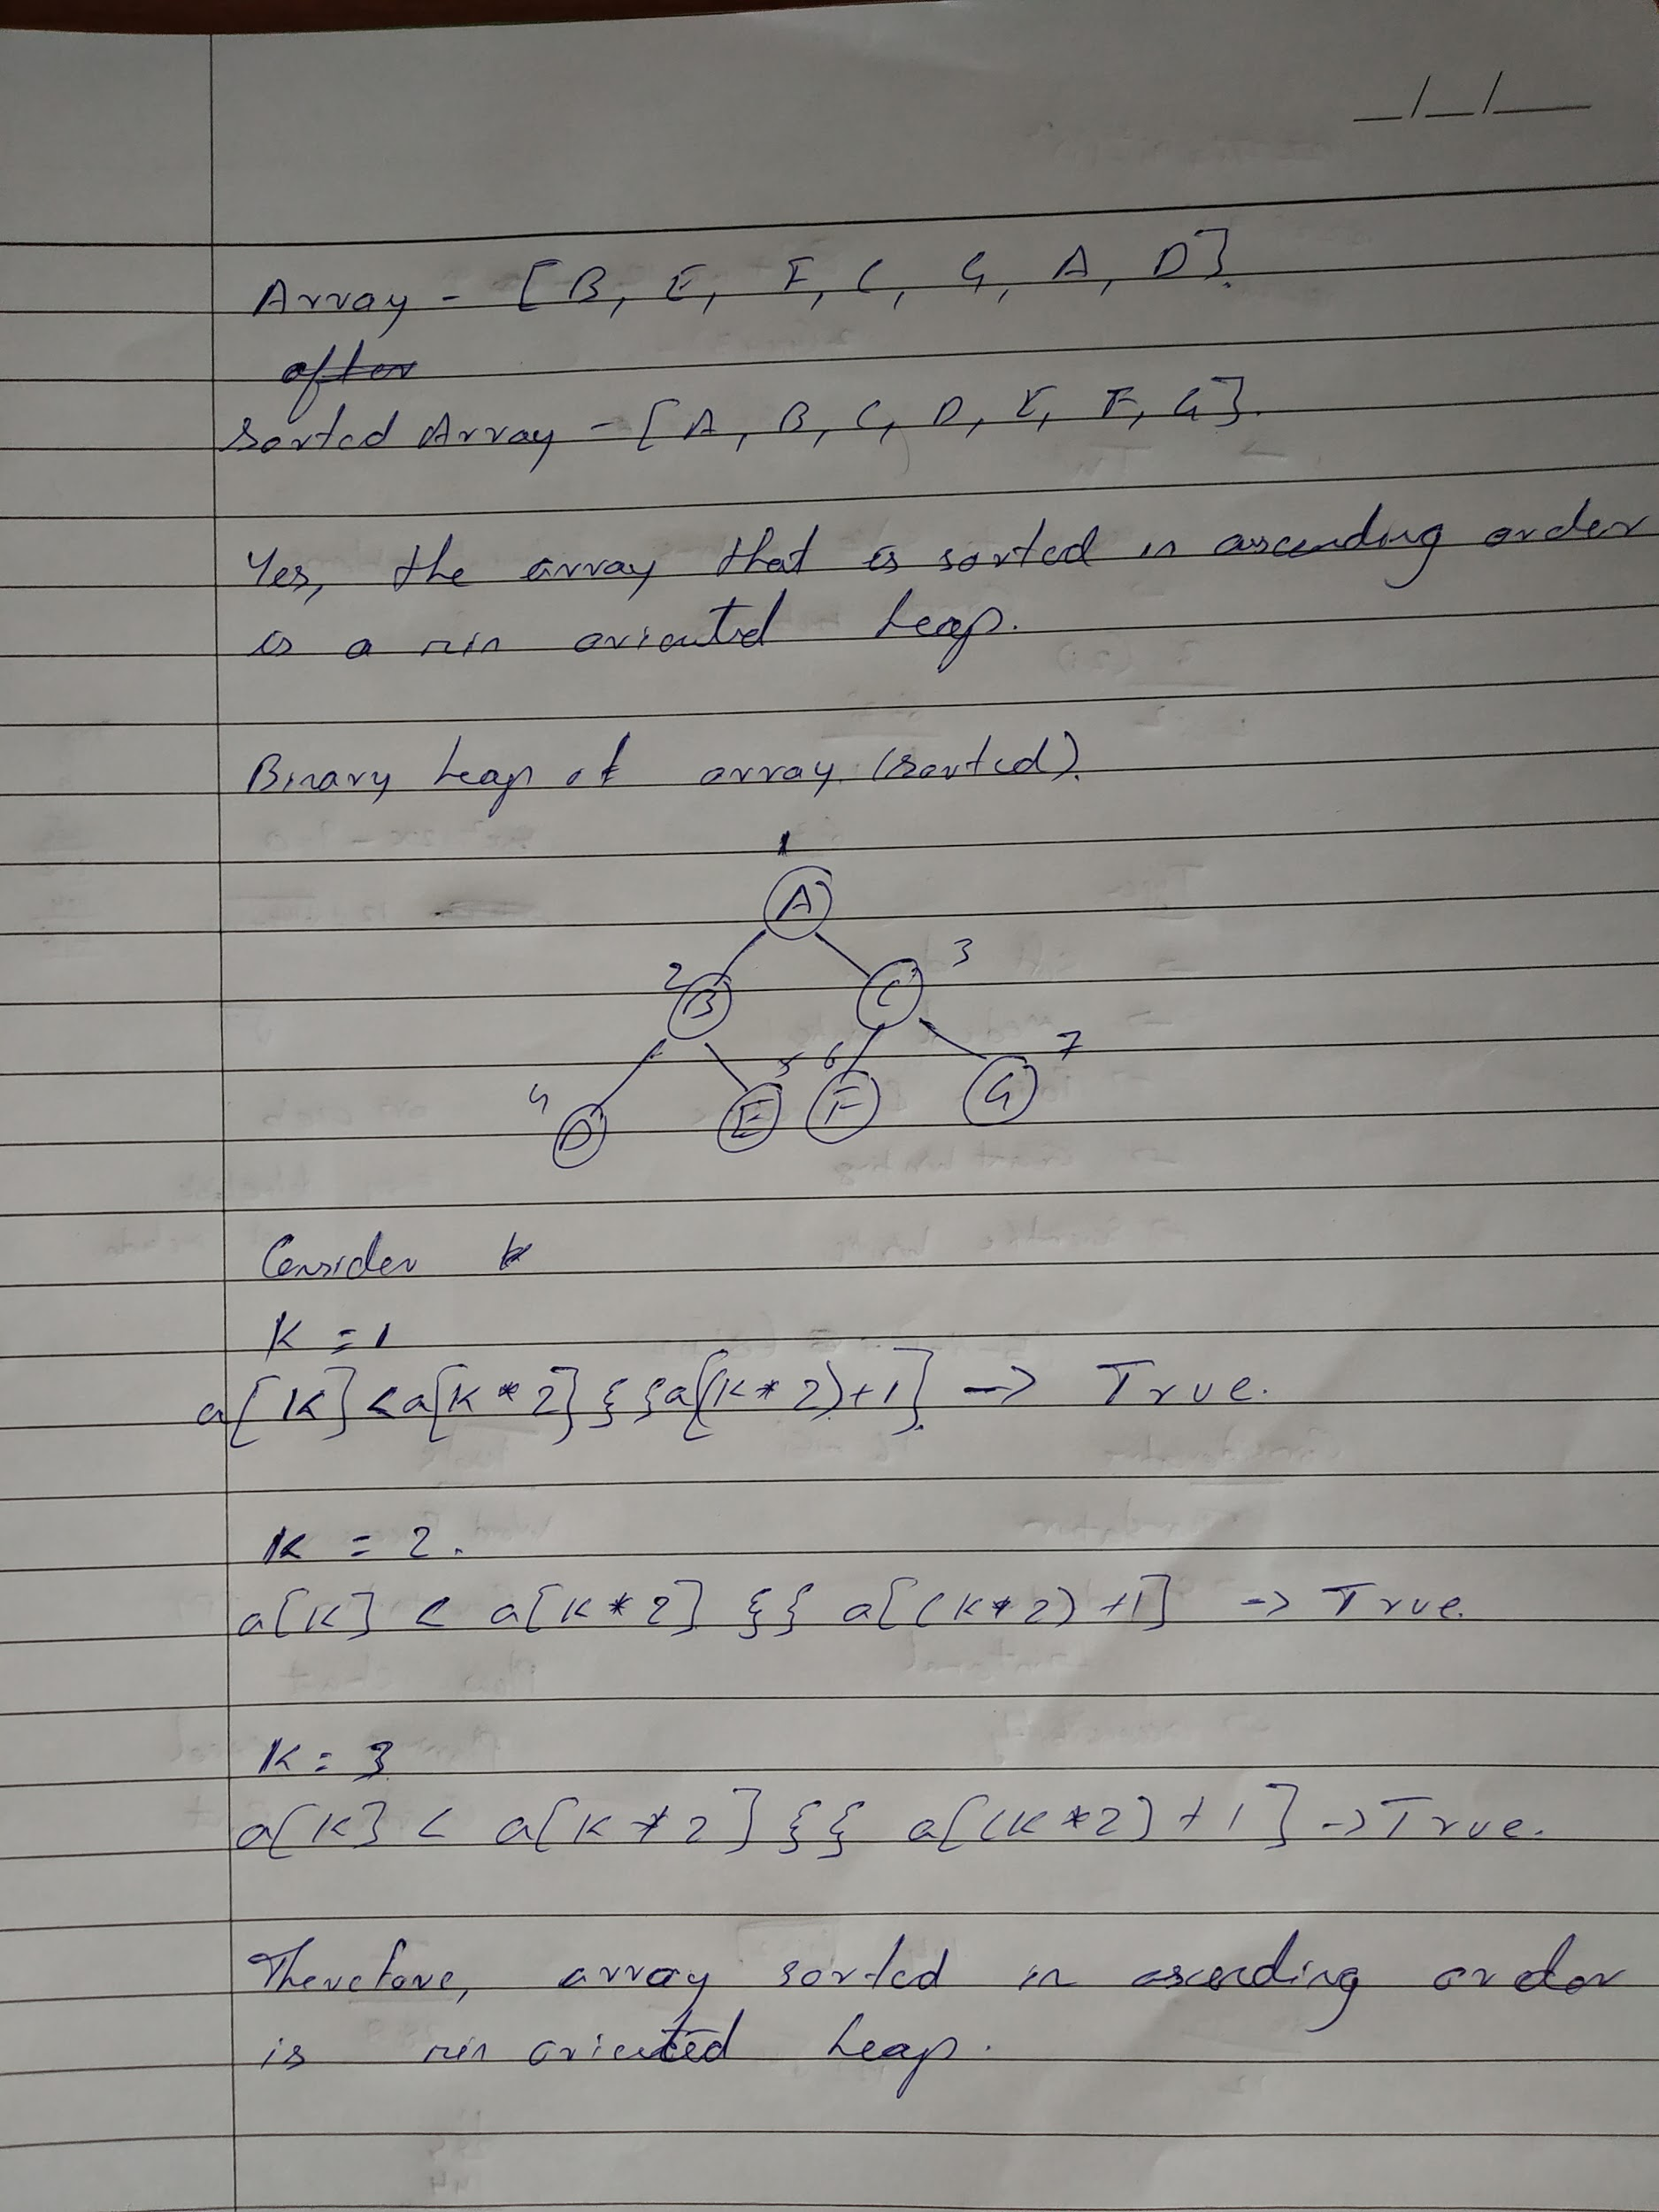 __/__/____
Array - [B, E, F, C, G, A, D].
after
Sorted Array - [A, B, C, D, E, F, G].
Yes, the array that is sorted in ascending order
is a min oriented heap.
Binary heap of array (sorted).
1
A
2 3
B C
4 5 6 7
D E F G
Consider k
K = 1
a[K] < a[K * 2] && a[(K * 2) + 1] -> True.
K = 2.
a[K] < a[K * 2] && a[(K * 2) + 1] -> True.
K = 3
a[K] < a[K * 2] && a[(K * 2) + 1] -> True.
Therefore, array sorted in ascending order
is min oriented heap.